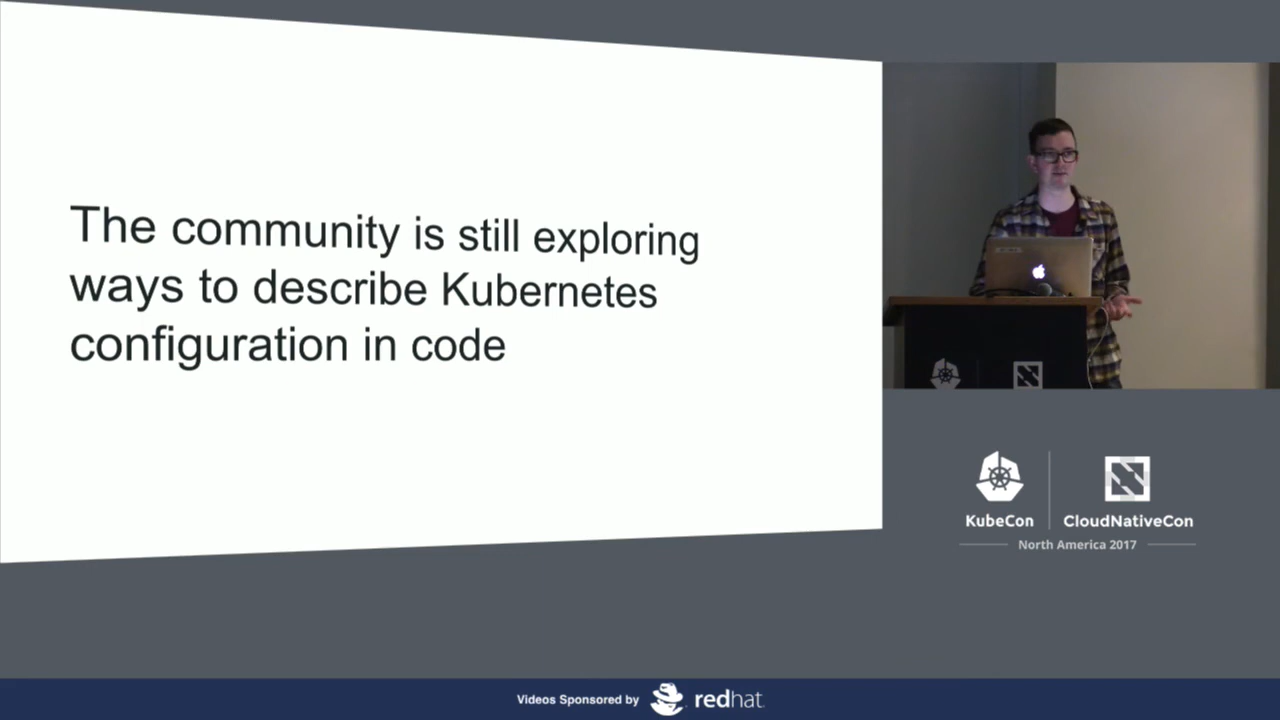 The community is still exploring
ways to describe Kubernetes
configuration in code
KubeCon
CloudNativeCon
North America 2017
Videos Sponsored by
redhat